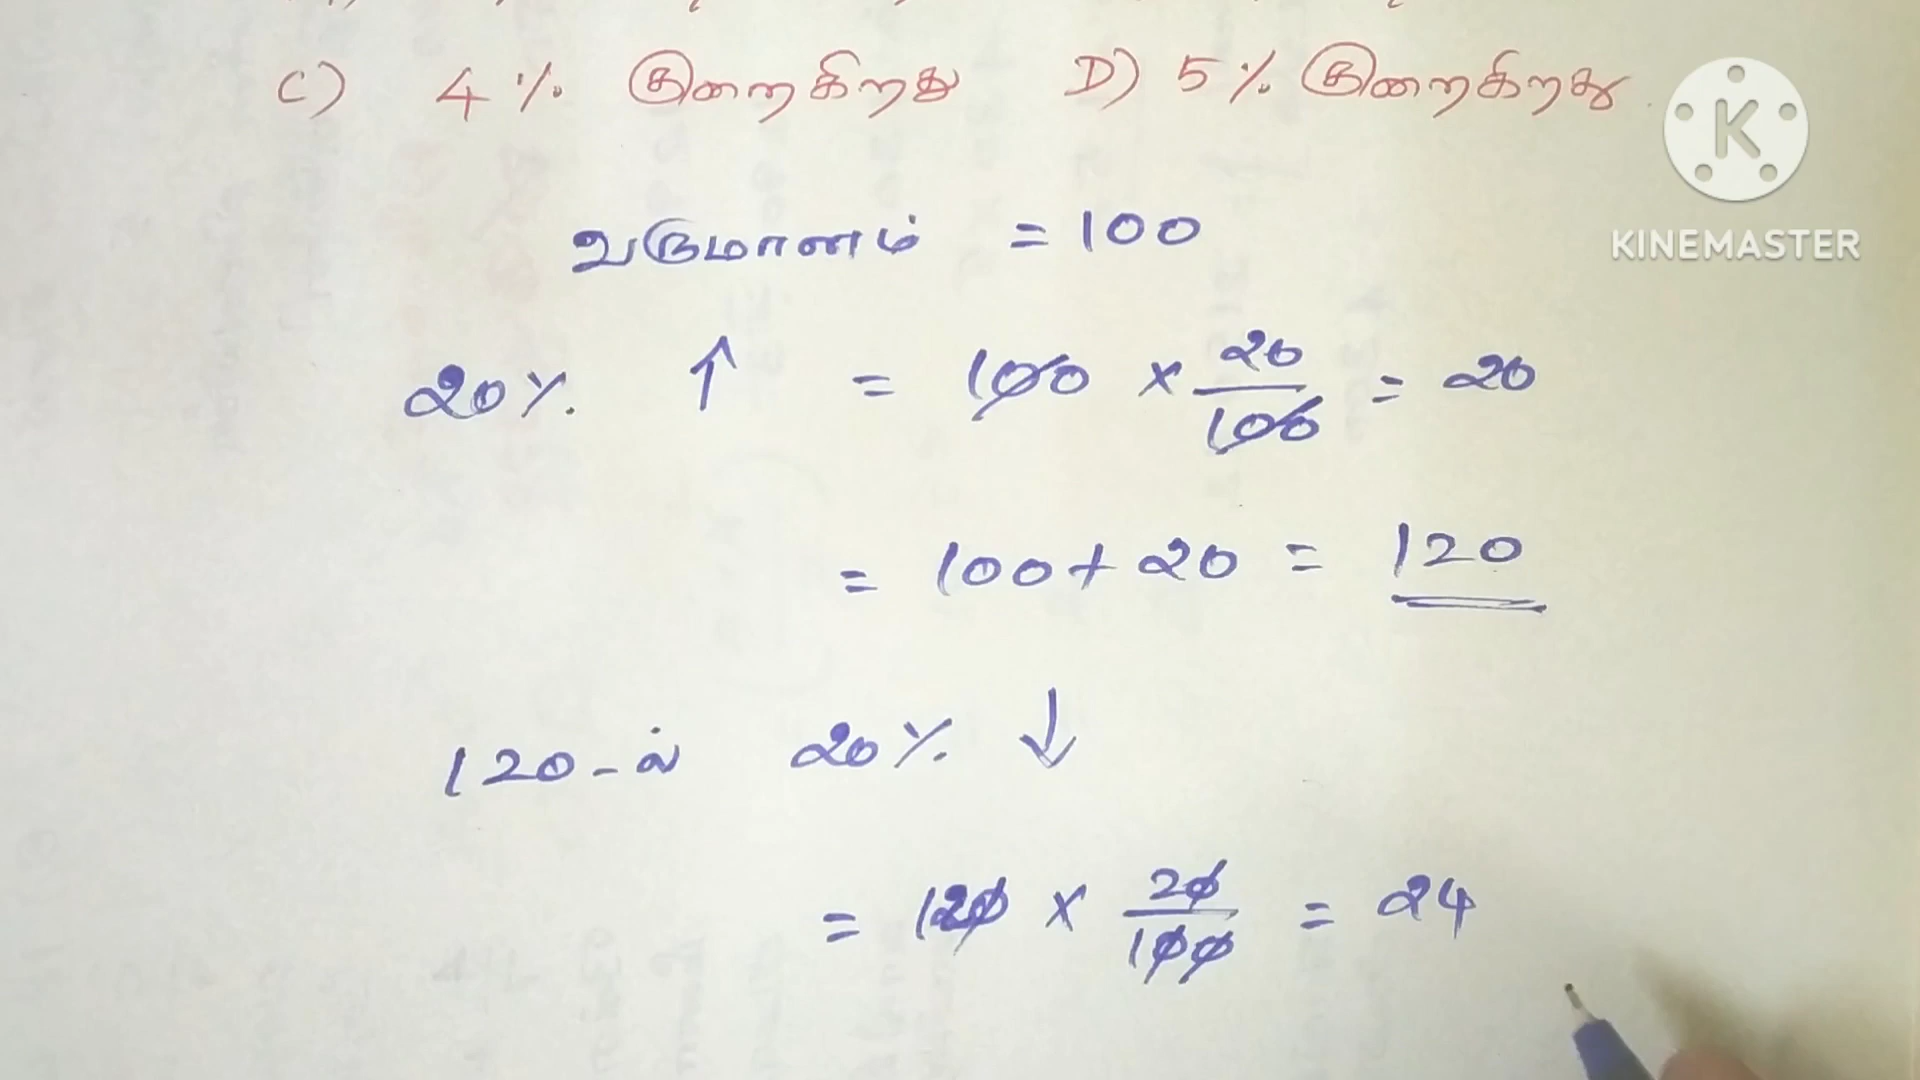 C) 4% குறைகிறது D) 5% குறைகிறது.
K
KINEMASTER
வருமானம் = 100
20% ↑ = 100 × 20/100 = 20
= 100 + 20 = 120
120-ல் 20% ↓
= 120 × 20/100 = 24